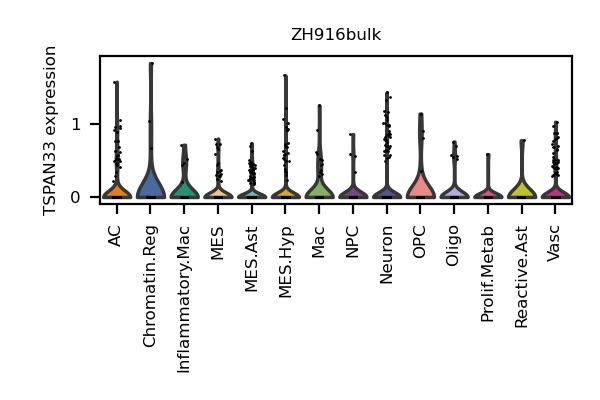 ZH916bulk
TSPAN33 expression
1
0
AC
Chromatin.Reg
Inflammatory.Mac
MES
MES.Ast
MES.Hyp
Mac
NPC
Neuron
OPC
Oligo
Prolif.Metab
Reactive.Ast
Vasc